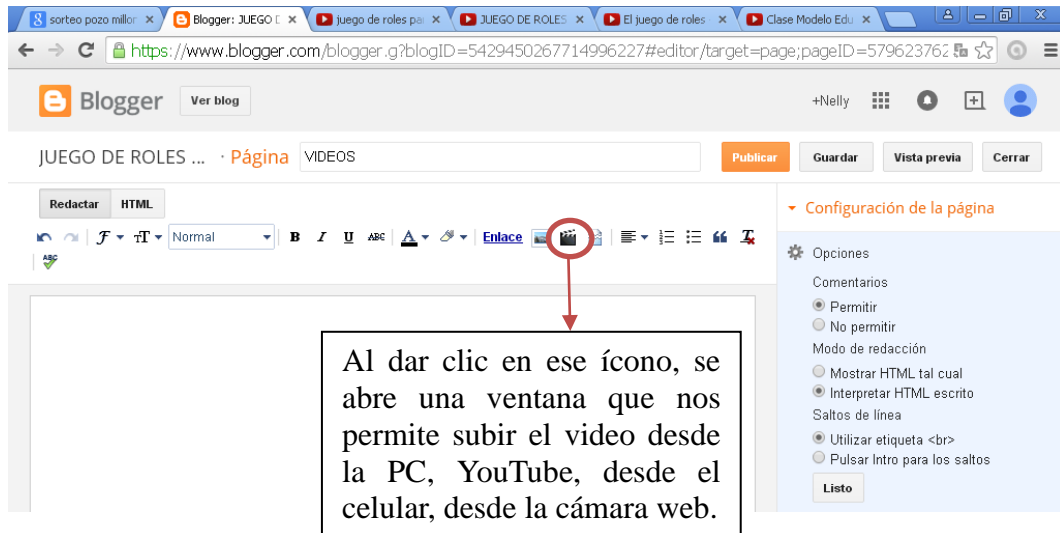 sorteo pozo millor
Blogger: JUEGO D
juego de roles pa
JUEGO DE ROLES
El juego de roles
Clase Modelo Edu
https://www.blogger.com/blogger.g?blogID=5429450267714996227#editor/target=page;pageID=579623762
Blogger Ver blog +Nelly
JUEGO DE ROLES ... · Página VIDEOS Publicar Guardar Vista previa Cerrar
Redactar HTML
Normal B I U ABC A Enlace
ABC
Configuración de la página
Opciones
Comentarios
Permitir
No permitir
Modo de redacción
Mostrar HTML tal cual
Interpretar HTML escrito
Saltos de línea
Utilizar etiqueta <br>
Pulsar Intro para los saltos
Listo
Al dar clic en ese ícono, se
abre una ventana que nos
permite subir el video desde
la PC, YouTube, desde el
celular, desde la cámara web.